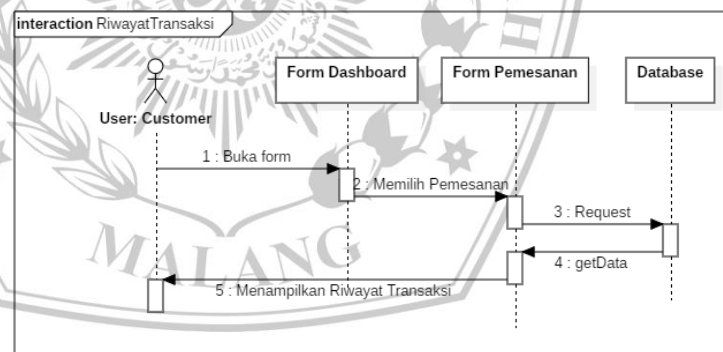 interaction RiwayatTransaksi
Form Dashboard
Form Pemesanan
Database
User: Customer
1 : Buka form
2 : Memilih Pemesanan
3 : Request
4 : getData
5 : Menampilkan Riwayat Transaksi
MALANG
H